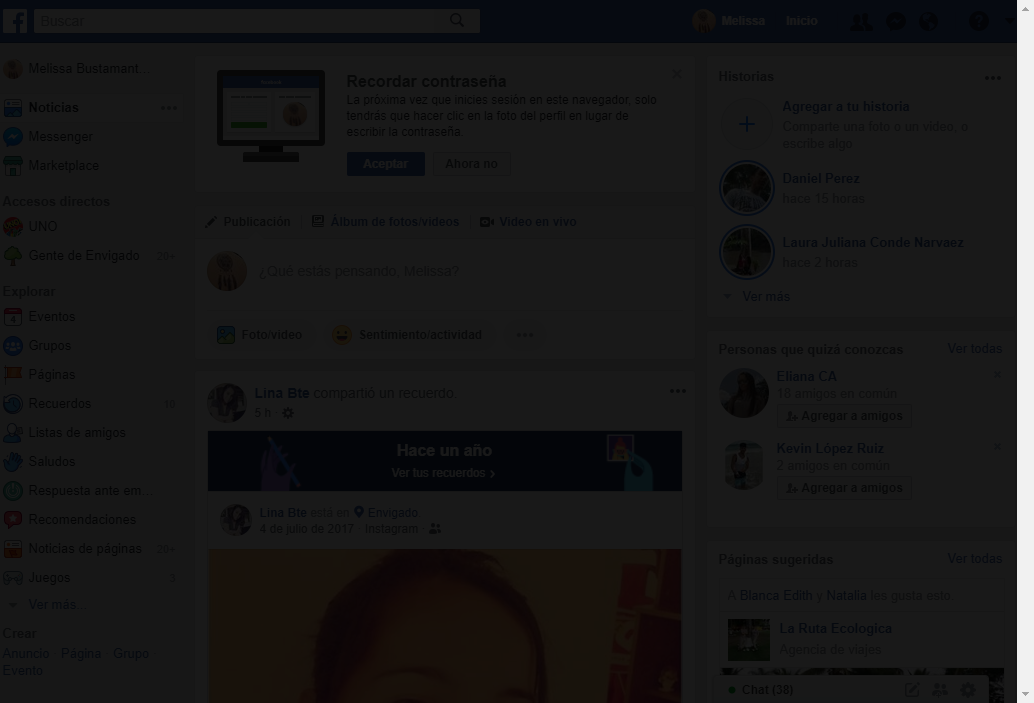 Buscar
Melissa Inicio
Melissa Bustamant...
Noticias
Messenger
Marketplace
Accesos directos
UNO
Gente de Envigado 20+
Explorar
Eventos
Grupos
Páginas
Recuerdos 10
Listas de amigos
Saludos
Respuesta ante em...
Recomendaciones
Noticias de páginas 20+
Juegos 3
Ver más...
Crear
Anuncio Página Grupo
Evento
Recordar contraseña
La próxima vez que inicies sesión en este navegador, solo
tendrás que hacer clic en la foto del perfil en lugar de
escribir la contraseña.
Aceptar Ahora no
Publicación Álbum de fotos/videos Video en vivo
¿Qué estás pensando, Melissa?
Foto/video Sentimiento/actividad
Lina Bte compartió un recuerdo.
5 h ·
Hace un año
Ver tus recuerdos
Lina Bte está en Envigado.
4 de julio de 2017 · Instagram ·
Historias
Agregar a tu historia
Comparte una foto o un video, o
escribe algo
Daniel Perez
hace 15 horas
Laura Juliana Conde Narvaez
hace 2 horas
Ver más
Personas que quizá conozcas Ver todas
Eliana CA
18 amigos en común
Agregar a amigos
Kevin López Ruiz
2 amigos en común
Agregar a amigos
Páginas sugeridas Ver todas
A Blanca Edith y Natalia les gusta esto.
La Ruta Ecologica
Agencia de viajes
Chat (38)